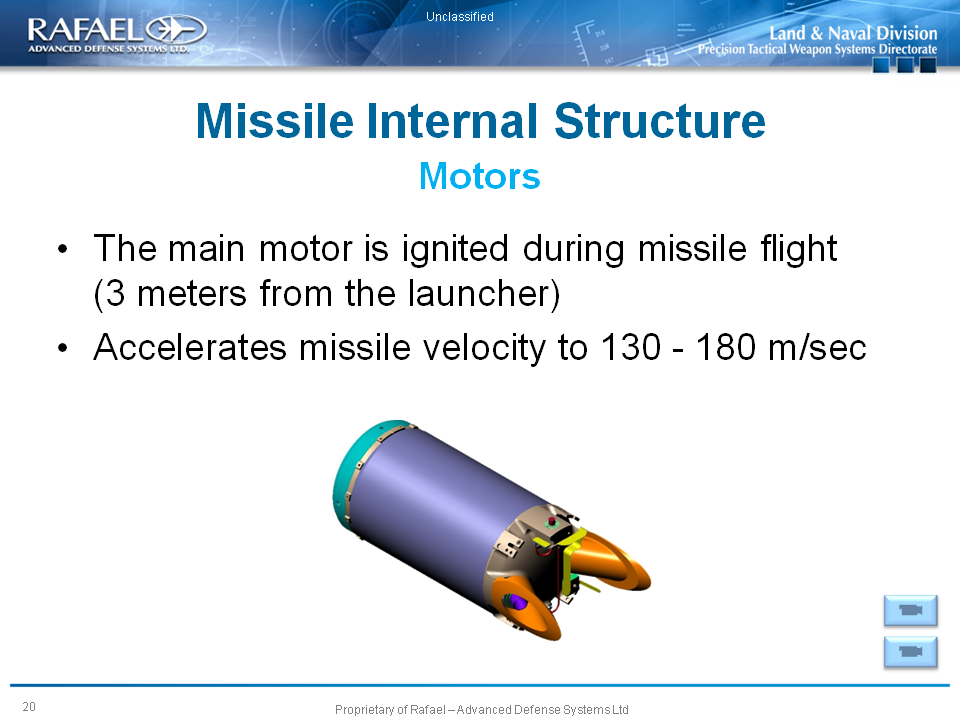 Unclassified
RAFAEL
ADVANCED DEFENSE SYSTEMS LTD.
Land & Naval Division
Precision Tactical Weapon Systems Directorate
Missile Internal Structure
Motors
• The main motor is ignited during missile flight
(3 meters from the launcher)
• Accelerates missile velocity to 130 - 180 m/sec
20
Proprietary of Rafael – Advanced Defense Systems Ltd